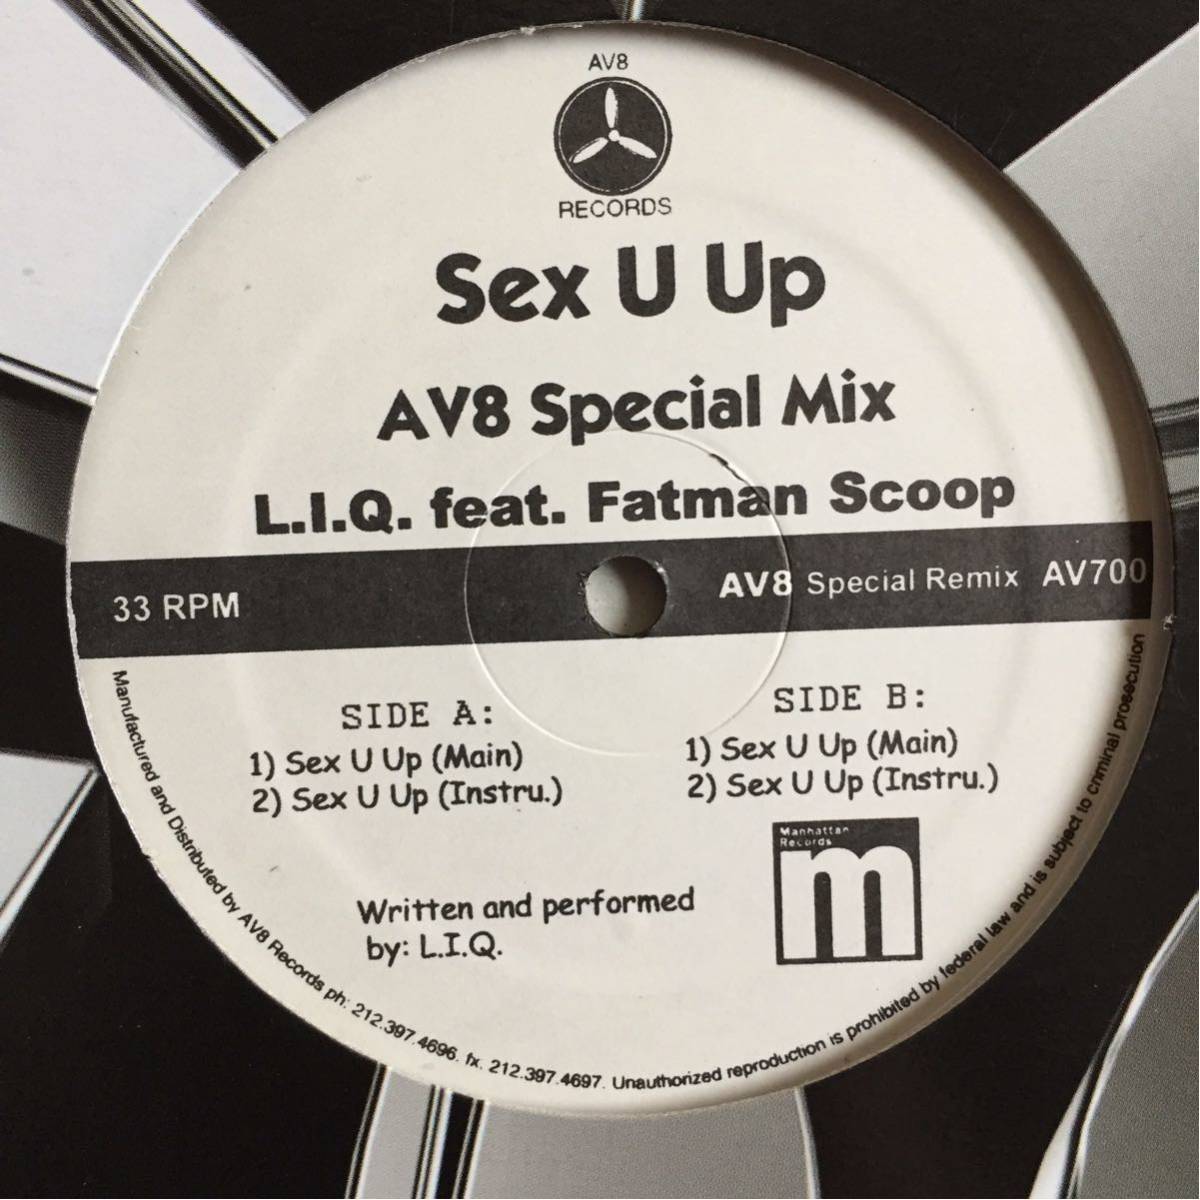 AV8
RECORDS
Sex U Up
AV8 Special Mix
L.I.Q. feat. Fatman Scoop
33 RPM
AV8 Special Remix AV700
SIDE A:
1) Sex U Up (Main)
2) Sex U Up (Instru.)
SIDE B:
1) Sex U Up (Main)
2) Sex U Up (Instru.)
Manhattan
Records
m
Written and performed
by: L.I.Q.
Manufactured and Distributed by AV8 Records ph: 212.397.4696. fx. 212.397.4697. Unauthorized reproduction is prohibited by federal law and is subject to criminal prosecution